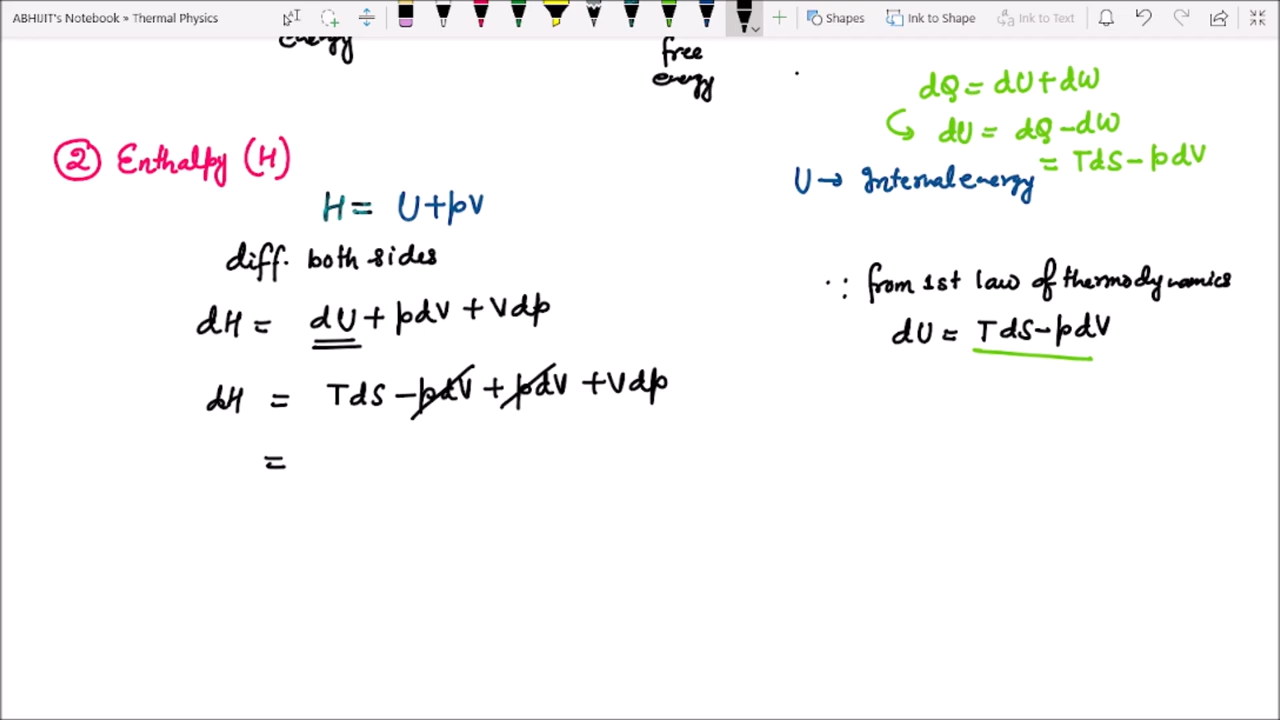 ABHIJIT's Notebook » Thermal Physics
Shapes
Ink to Shape
Ink to Text
energy
free
energy
dQ = dU + dW
dU = dQ - dW
= TdS - pdV
② Enthalpy (H)
U → Internal energy
H = U + pV
diff. both sides
∵ from 1st law of thermodynamics
dH = dU + pdV + Vdp
dU = TdS - pdV
dH = TdS - pdV + pdV + Vdp
=